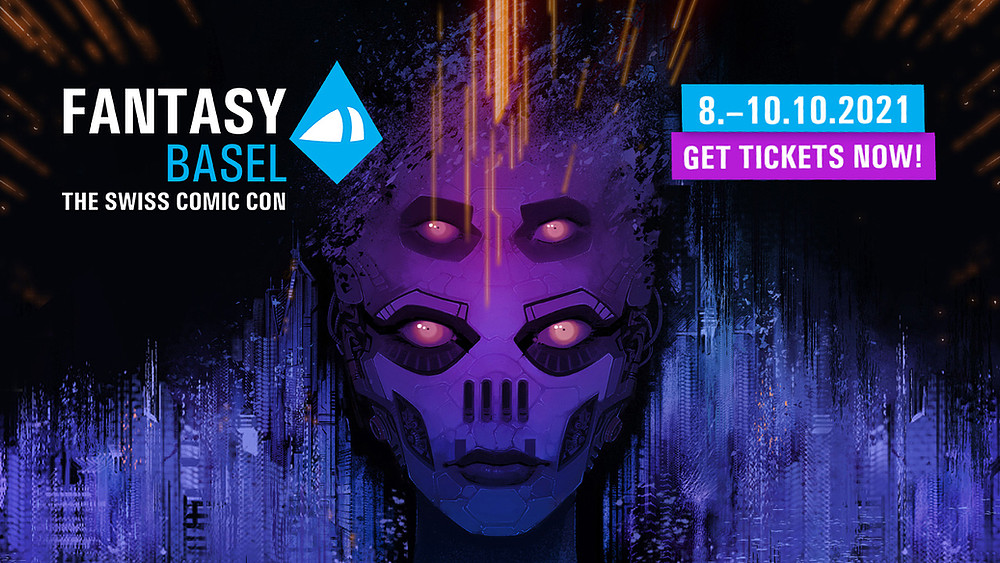 FANTASY
BASEL
THE SWISS COMIC CON
8.–10.10.2021
GET TICKETS NOW!